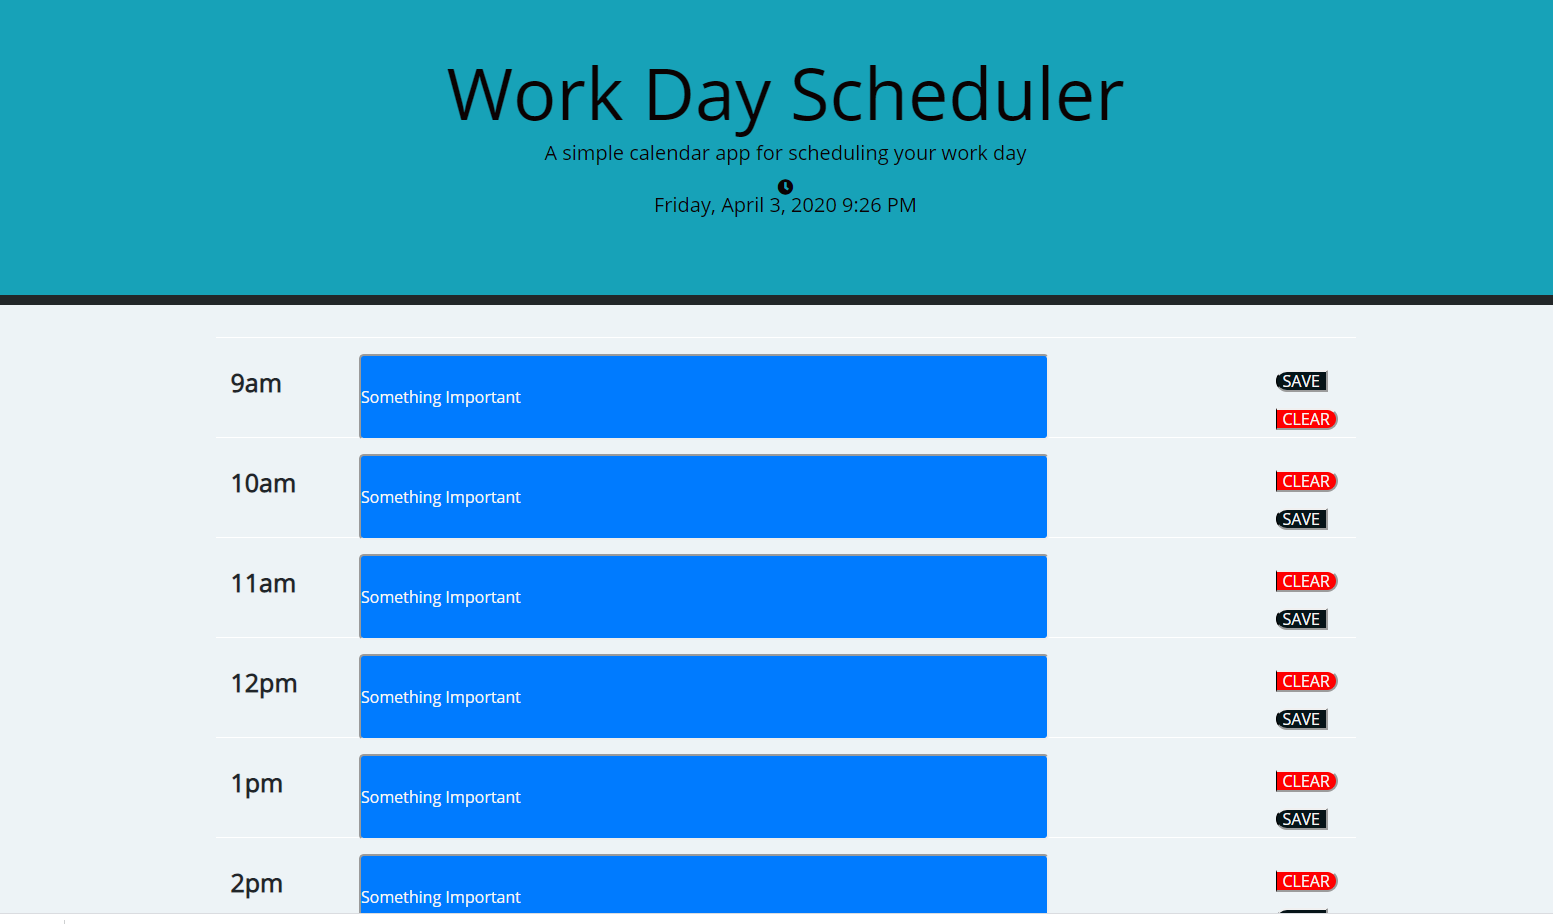 Work Day Scheduler
A simple calendar app for scheduling your work day
Friday, April 3, 2020 9:26 PM
9am
Something Important
SAVE
CLEAR
10am
Something Important
CLEAR
SAVE
11am
Something Important
CLEAR
SAVE
12pm
Something Important
CLEAR
SAVE
1pm
Something Important
CLEAR
SAVE
2pm
Something Important
CLEAR